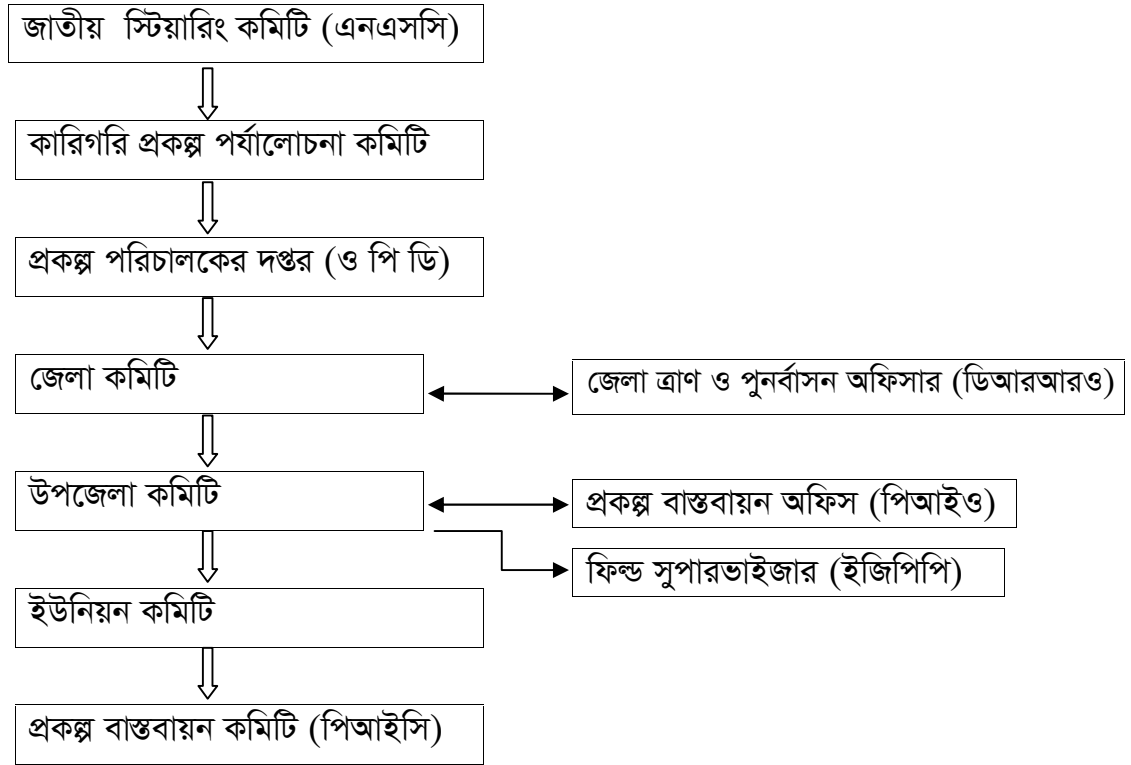 জাতীয় স্টিয়ারিং কমিটি (এনএসসি)
কারিগরি প্রকল্প পর্যালোচনা কমিটি
প্রকল্প পরিচালকের দপ্তর (ও পি ডি)
জেলা কমিটি
জেলা ত্রাণ ও পুনর্বাসন অফিসার (ডিআরআরও)
উপজেলা কমিটি
প্রকল্প বাস্তবায়ন অফিস (পিআইও)
ফিল্ড সুপারভাইজার (ইজিপিপি)
ইউনিয়ন কমিটি
প্রকল্প বাস্তবায়ন কমিটি (পিআইসি)